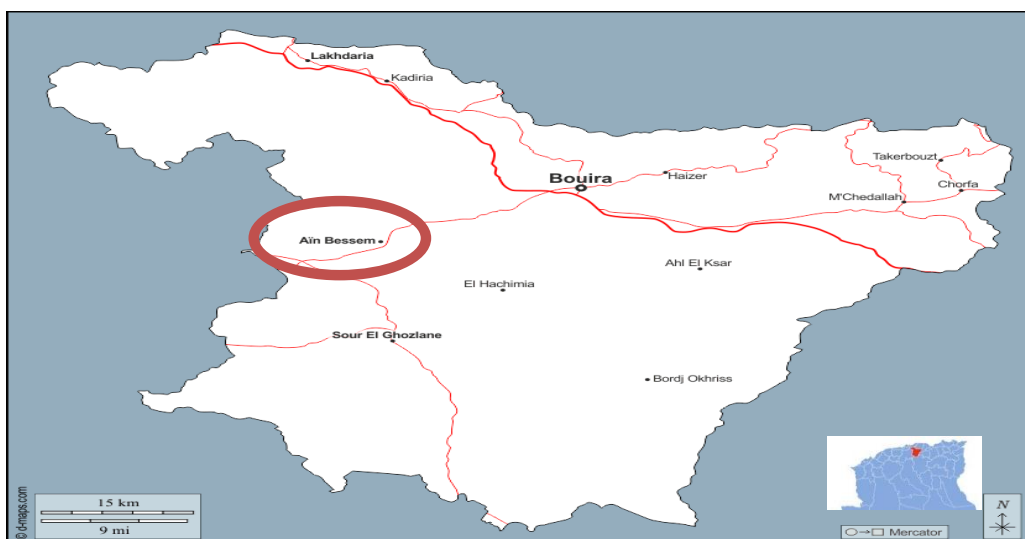 Lakhdaria
Kadiria
Takerbouzt
Bouira
Haizer
Chorfa
M'Chedallah
Aïn Bessem
Ahl El Ksar
El Hachimia
Sour El Ghozlane
Bordj Okhriss
15 km
9 mi
© d-maps.com
N
Mercator